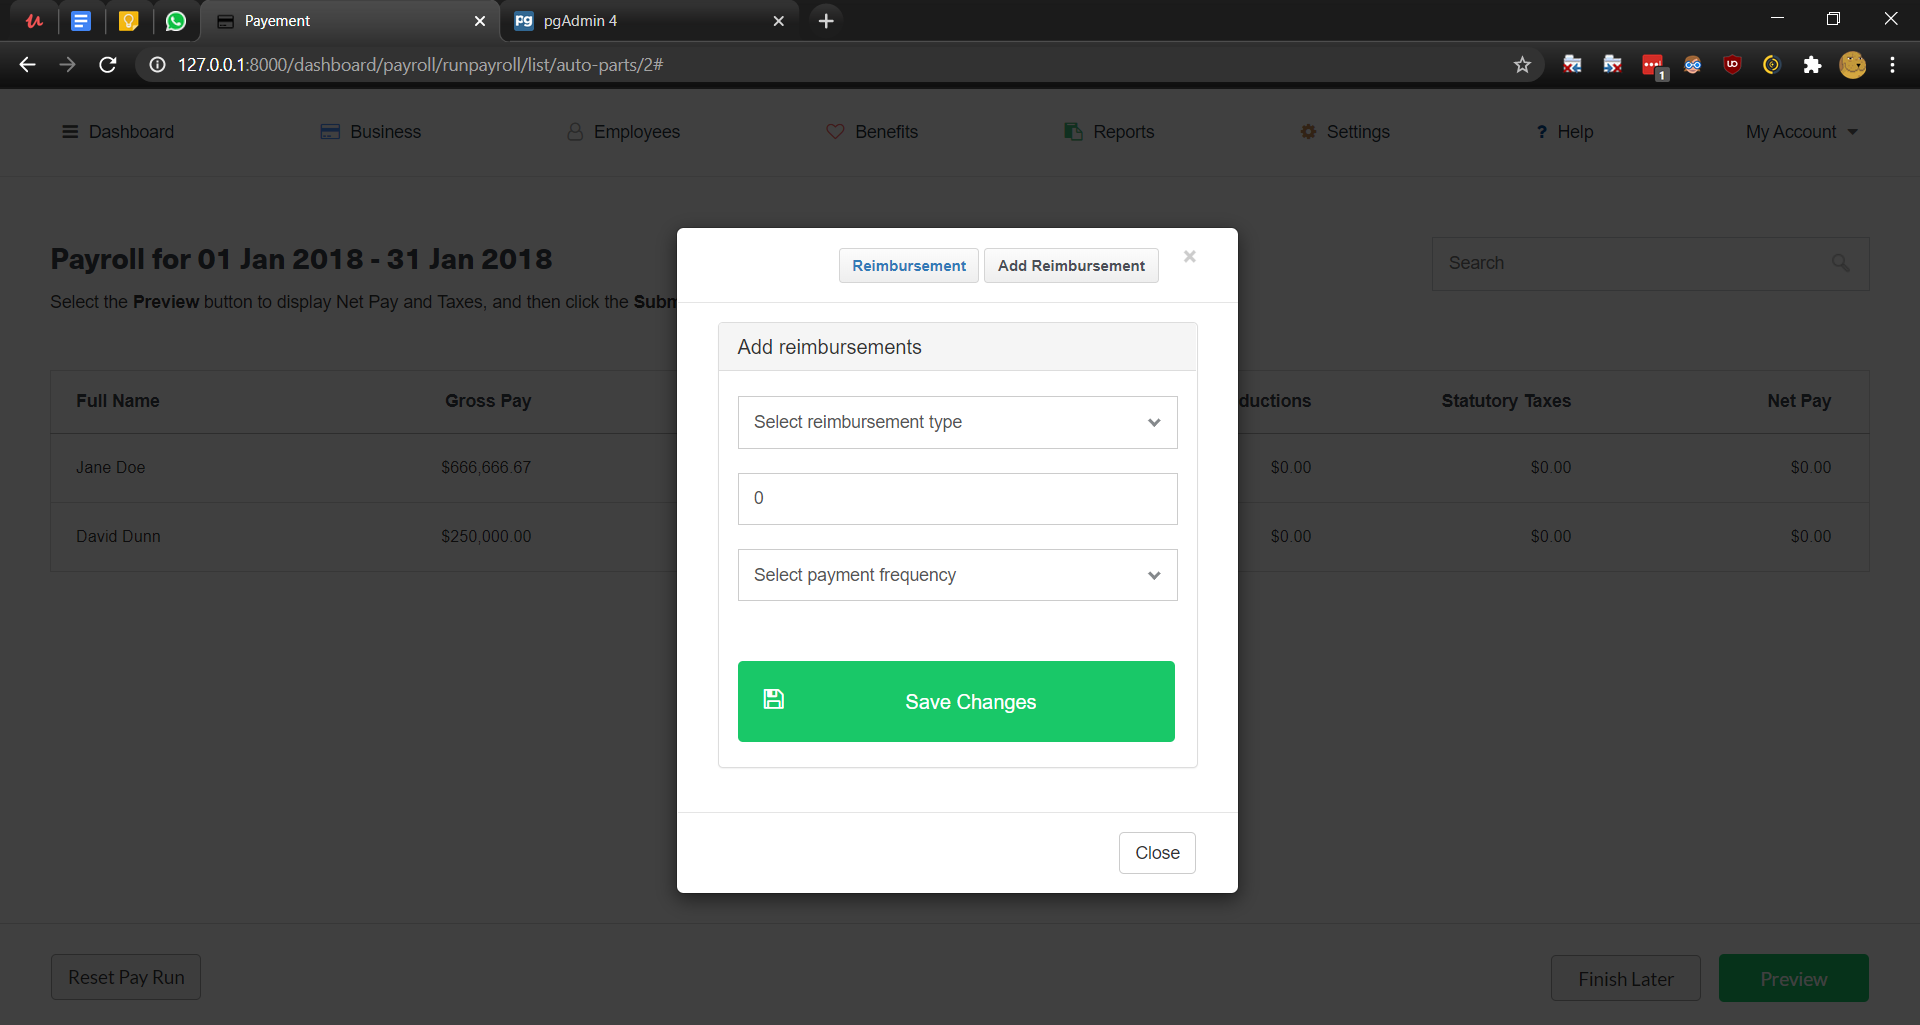 Payement
pgAdmin 4
127.0.0.1:8000/dashboard/payroll/runpayroll/list/auto-parts/2#
1
Dashboard
Business
Employees
Benefits
Reports
Settings
? Help
My Account
Payroll for 01 Jan 2018 - 31 Jan 2018
Select the Preview button to display Net Pay and Taxes, and then click the Subm
Search
Reimbursement
Add Reimbursement
×
Add reimbursements
Select reimbursement type
0
Select payment frequency
Save Changes
Close
Full Name Gross Pay ductions Statutory Taxes Net Pay
Jane Doe $666,666.67 $0.00 $0.00 $0.00
David Dunn $250,000.00 $0.00 $0.00 $0.00
Reset Pay Run
Finish Later
Preview